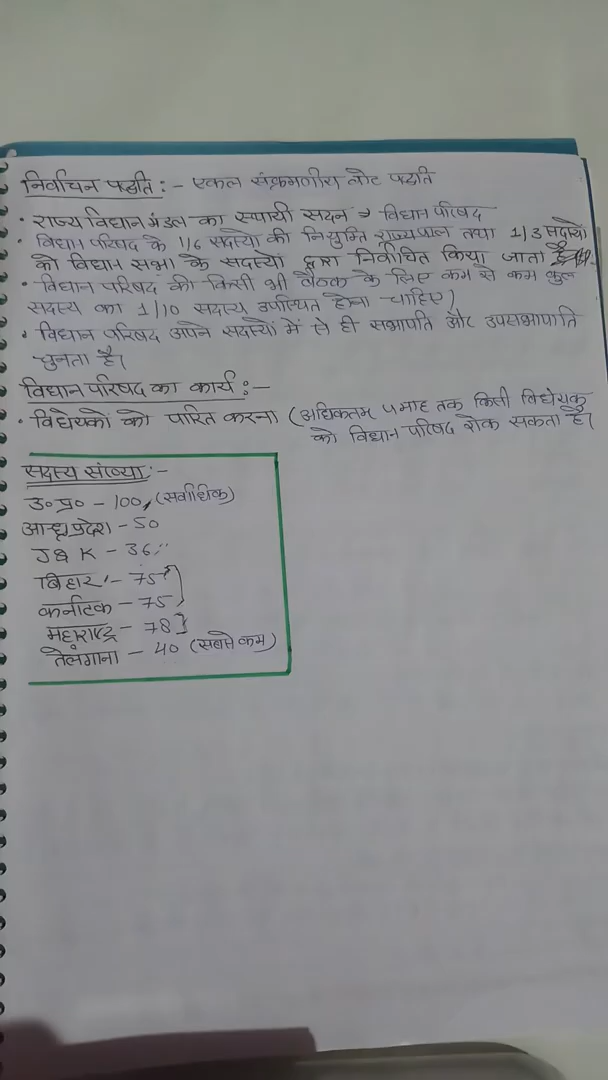 निर्वाचन पद्धति :- एकल संक्रमणीय वोट पद्धति
• राज्य विधान मंडल का स्थायी सदन → विधान परिषद
• विधान परिषद के 1/6 सदस्यो की नियुक्ति राज्यपाल तथा 1/3 सदस्यों
को विधान सभा के सदस्यों द्वारा निर्वाचित किया जाता है
• विधान परिषद की किसी भी बैठक के लिए कम से कम कुल
सदस्य का 1/10 सदस्य उपस्थित होना चाहिए।
• विधान परिषद अपने सदस्यों में से ही सभापति और उपसभापति
चुनता है।
विधान परिषद का कार्य :-
• विधेयकों को पारित करना (अधिकतम 4 माह तक किसी विधेयक
को विधान परिषद रोक सकता है।
सदस्य संख्या :-
उ० प्र० - 100, (सर्वाधिक)
आन्ध्र प्रदेश - 50
J & K - 36
बिहार - 75
कर्नाटक - 75
महाराष्ट्र - 78
तेलंगाना - 40 (सबसे कम)